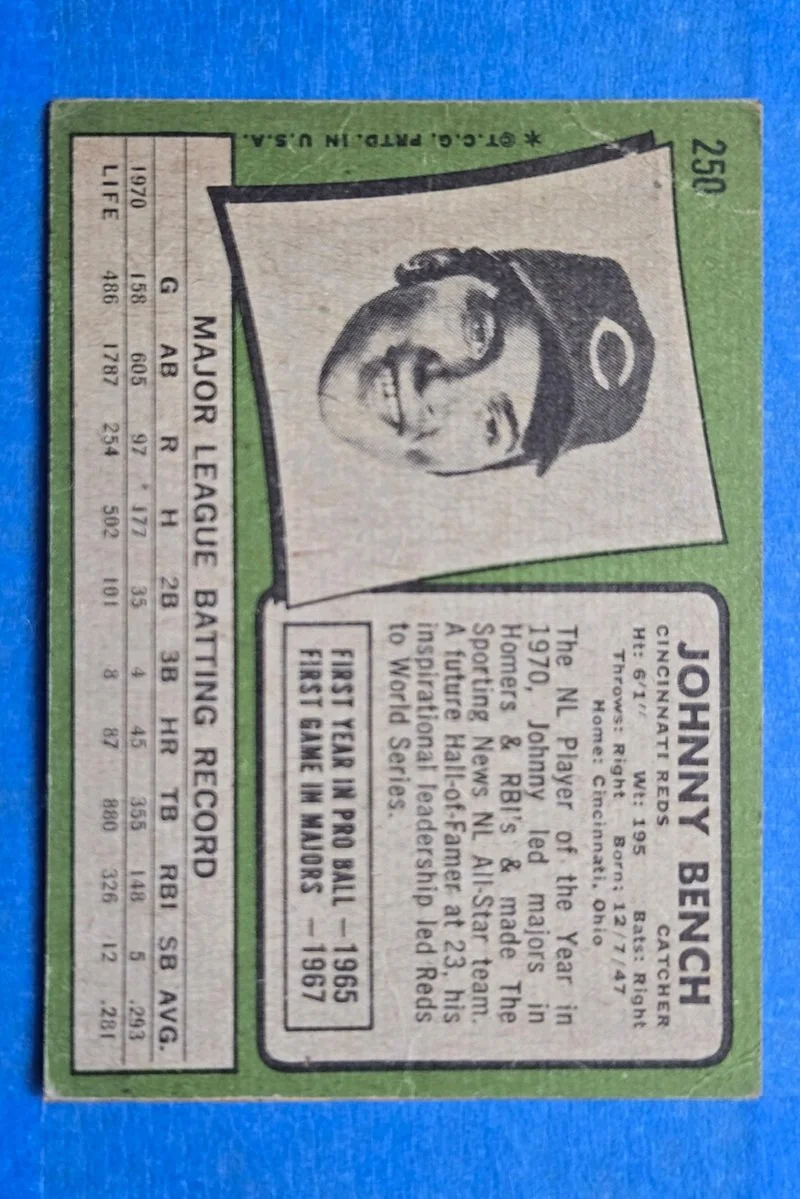 250
* ©T.C.G. PRTD. IN U.S.A.
C
JOHNNY BENCH
CINCINNATI REDS CATCHER
Ht: 6'1" Wt: 195 Bats: Right
Throws: Right Born: 12/7/47
Home: Cincinnati, Ohio
The NL Player of the Year in
1970, Johnny led majors in
Homers & RBI's & made The
Sporting News NL All-Star team.
A future Hall-of-Famer at 23, his
inspirational leadership led Reds
to World Series.
FIRST YEAR IN PRO BALL —1965
FIRST GAME IN MAJORS —1967
MAJOR LEAGUE BATTING RECORD
G AB R H 2B 3B HR TB RBI SB AVG.
1970 158 605 97 177 35 4 45 355 148 5 .293
LIFE 486 1787 254 502 101 8 87 880 326 12 .281